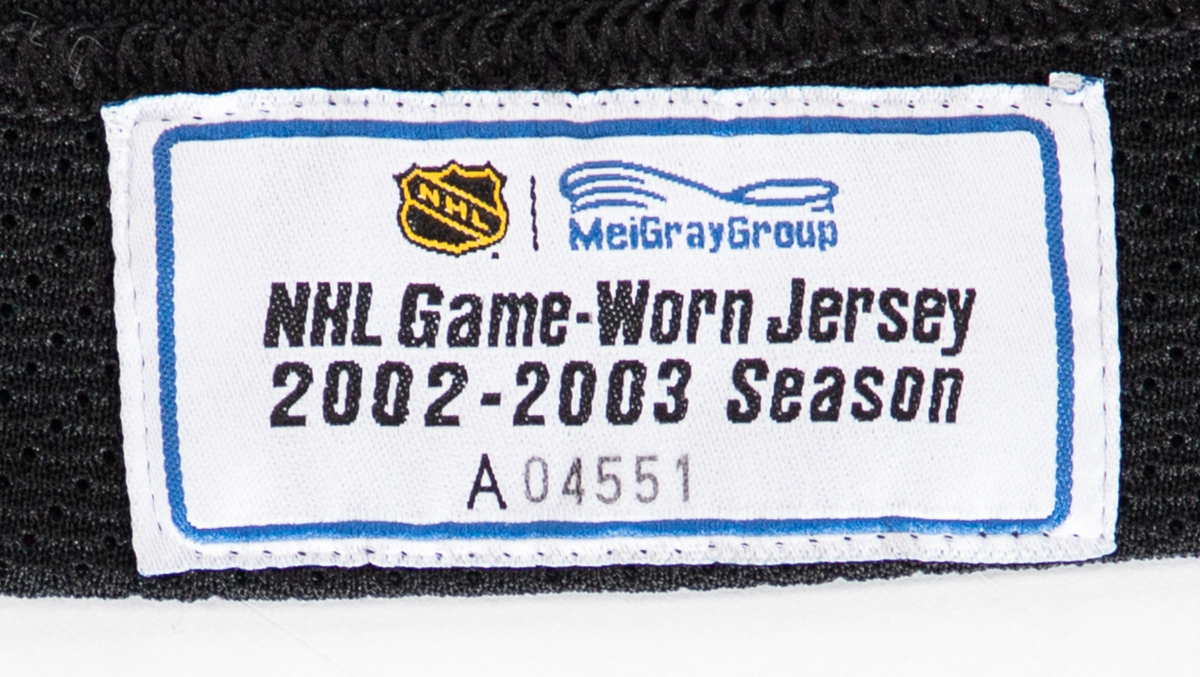 NHL
MeiGrayGroup
NHL Game-Worn Jersey
2002-2003 Season
A04551